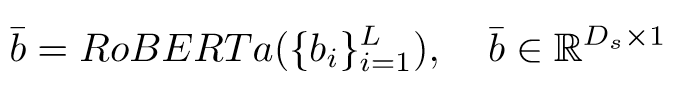 b̄ = RoBERTa({b_i}_{i=1}^{L}),  b̄ ∈ ℝ^{D_s×1}